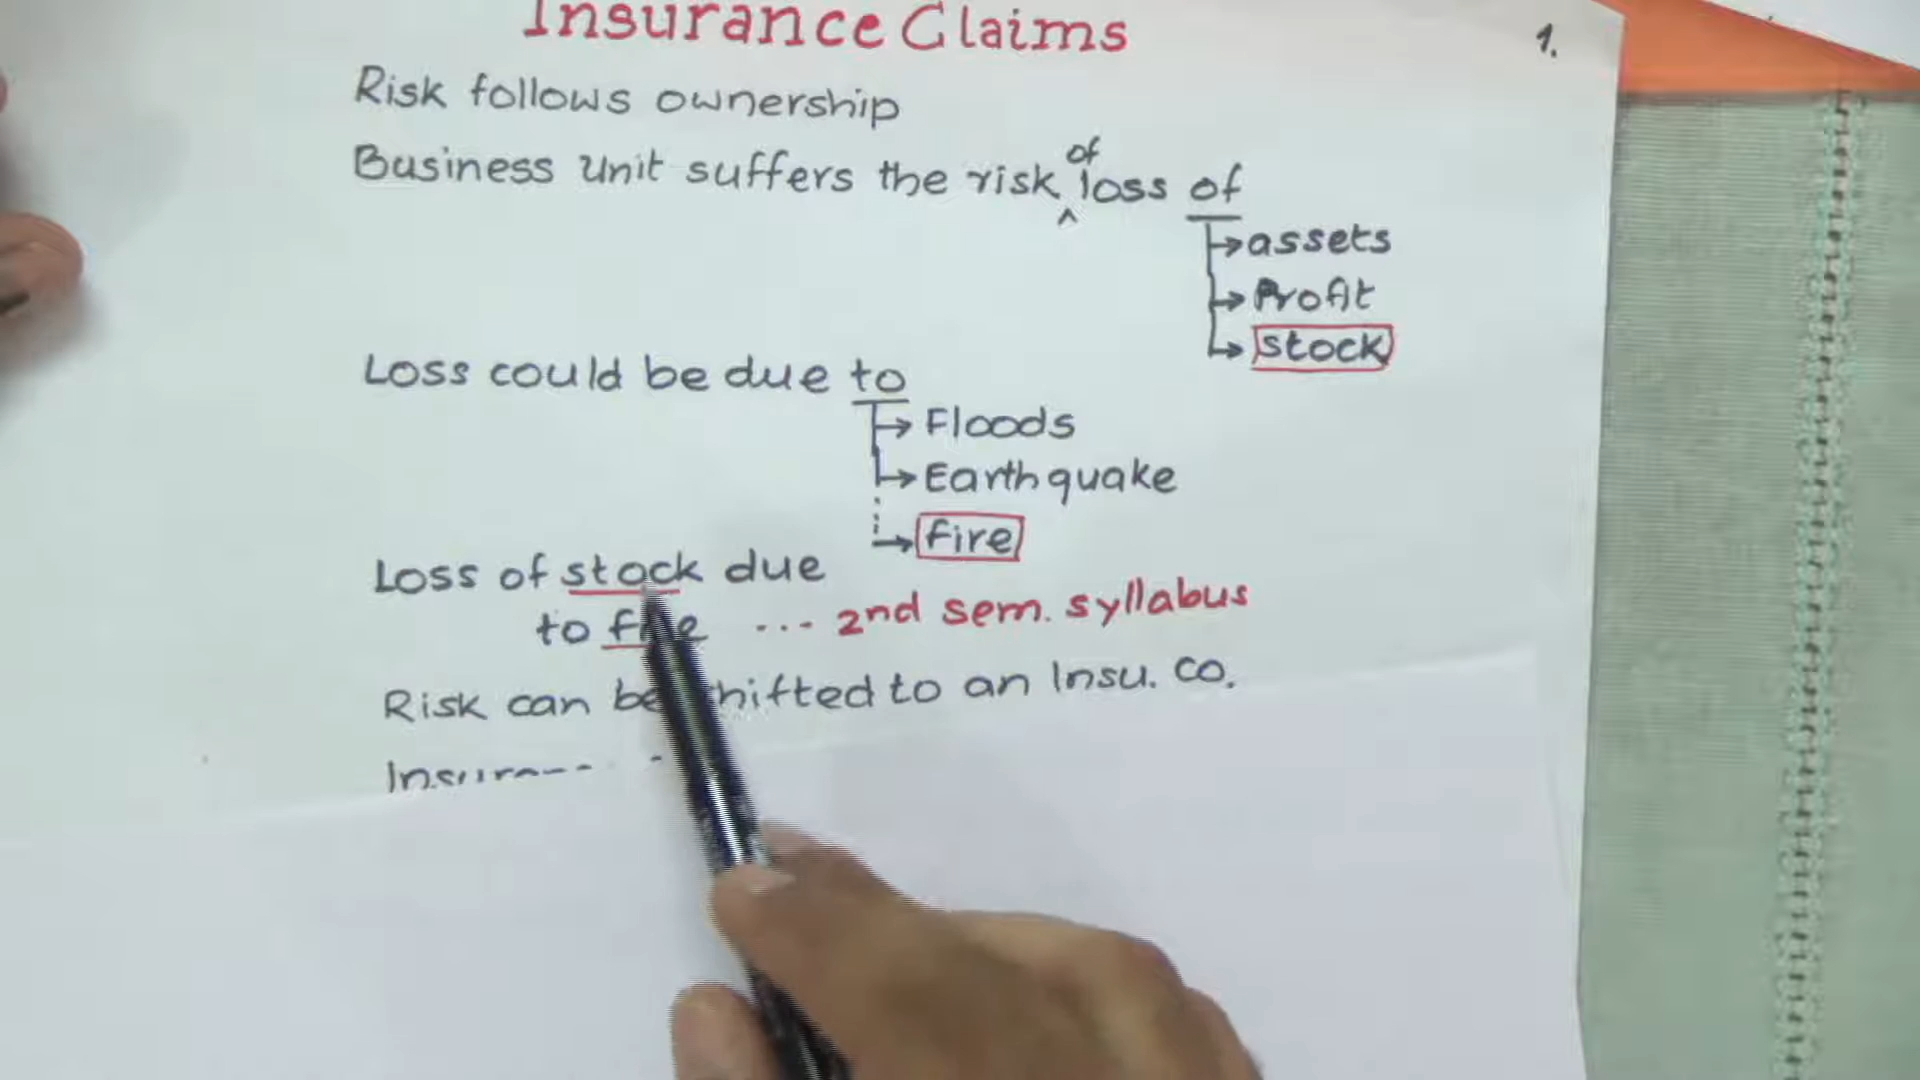 Insurance Claims
1.
Risk follows ownership
Business Unit suffers the risk of loss of
→ assets
→ Profit
→ stock
Loss could be due to
→ Floods
→ Earthquake
→ fire
Loss of stock due
to fire ... 2nd sem. syllabus
Risk can be shifted to an Insu. co.